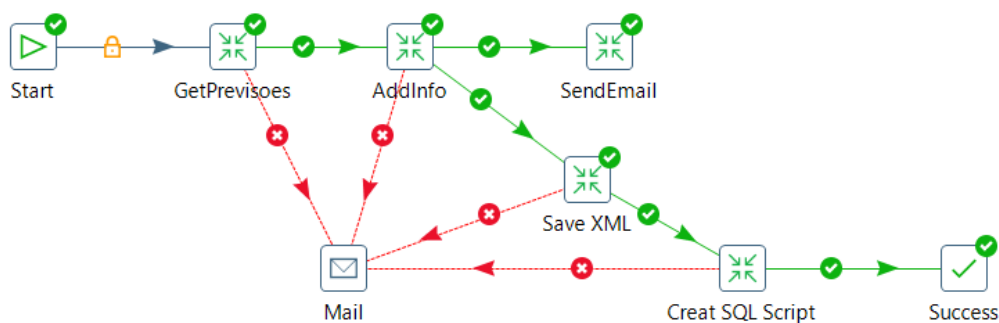 Start
GetPrevisoes
AddInfo
SendEmail
Save XML
Mail
Creat SQL Script
Success